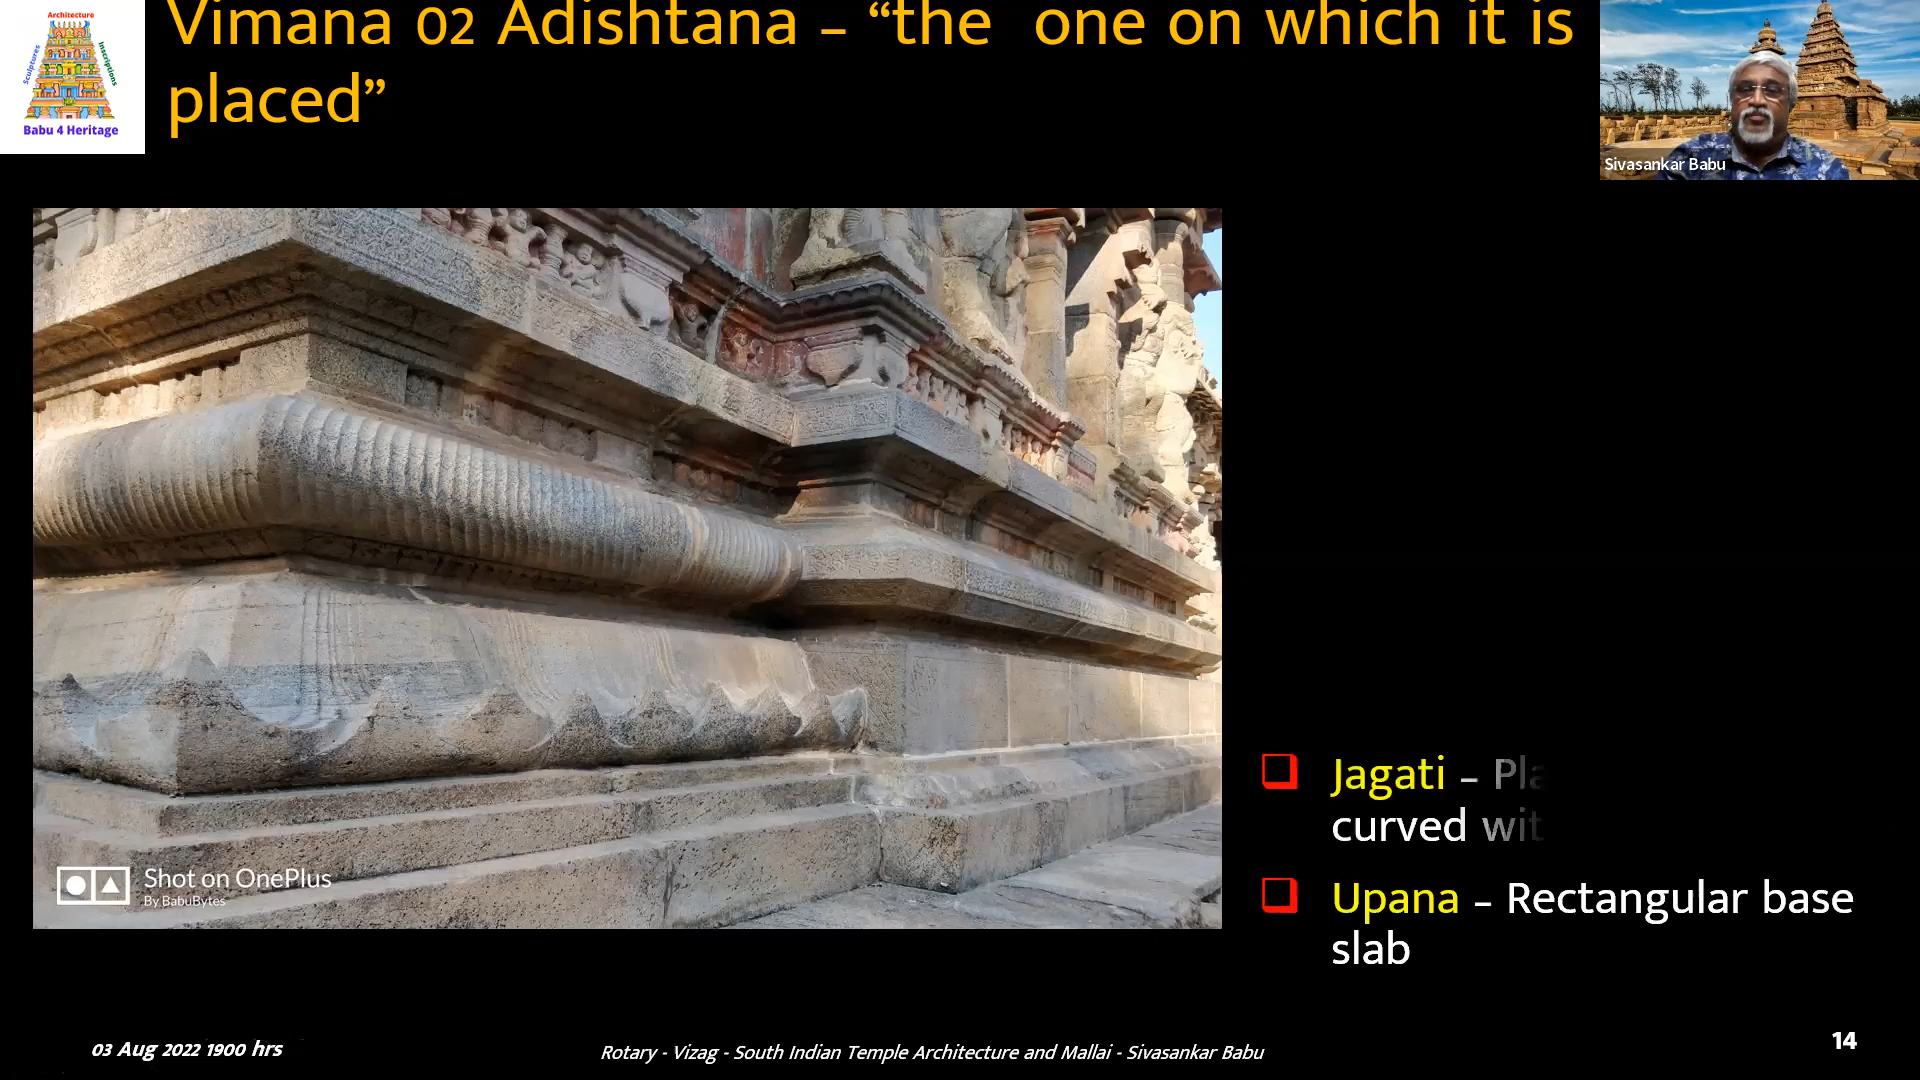 Architecture
Sculptures
Inscriptions
Babu 4 Heritage
Vimana 02 Adishtana – “the one on which it is
placed”
Sivasankar Babu
Shot on OnePlus
By BabuBytes
Jagati –
curved
Upana – Rectangular base
slab
03 Aug 2022 1900 hrs
Rotary - Vizag - South Indian Temple Architecture and Mallai - Sivasankar Babu
14